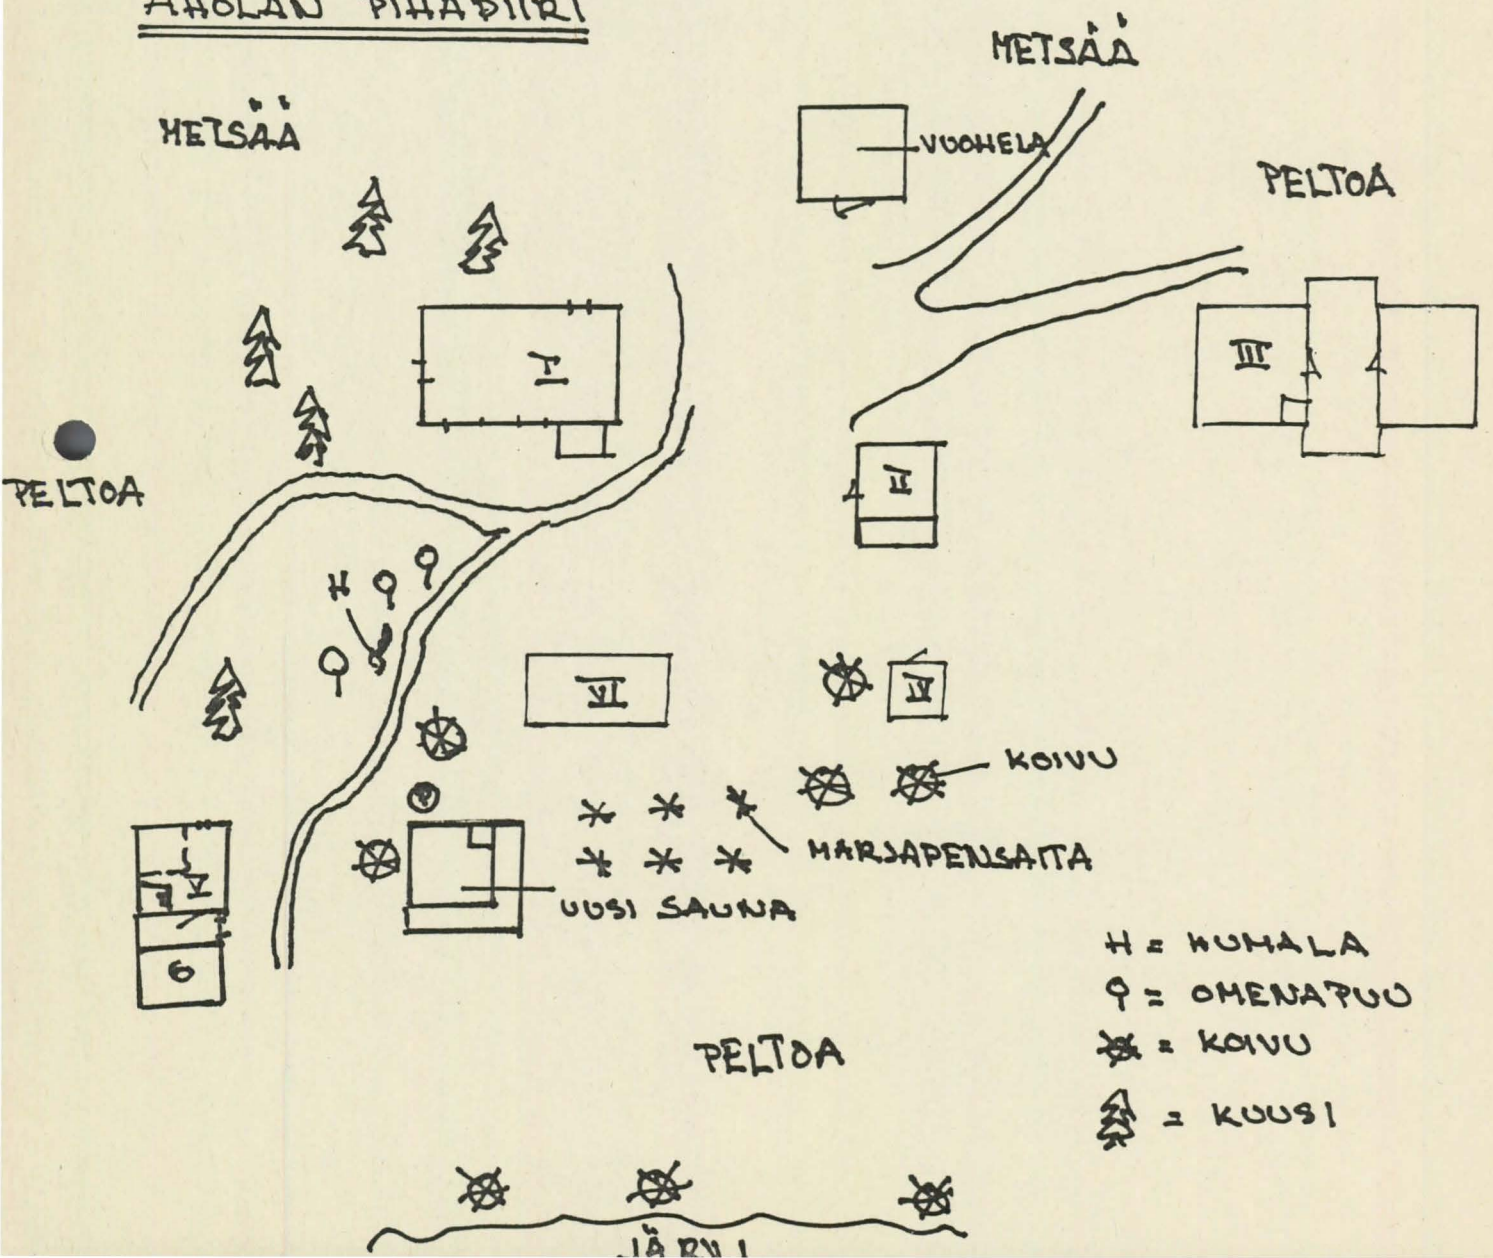 AHOLAN PIHAPIIRI
METSÄÄ
METSÄÄ
VUOHELA
PELTOA
I
III
II
PELTOA
H
VI
IV
KOIVU
MARJAPENSAITA
V
UUSI SAUNA
6
H = HUMALA
= OMENAPUU
= KOIVU
= KUUSI
PELTOA
JÄRVI